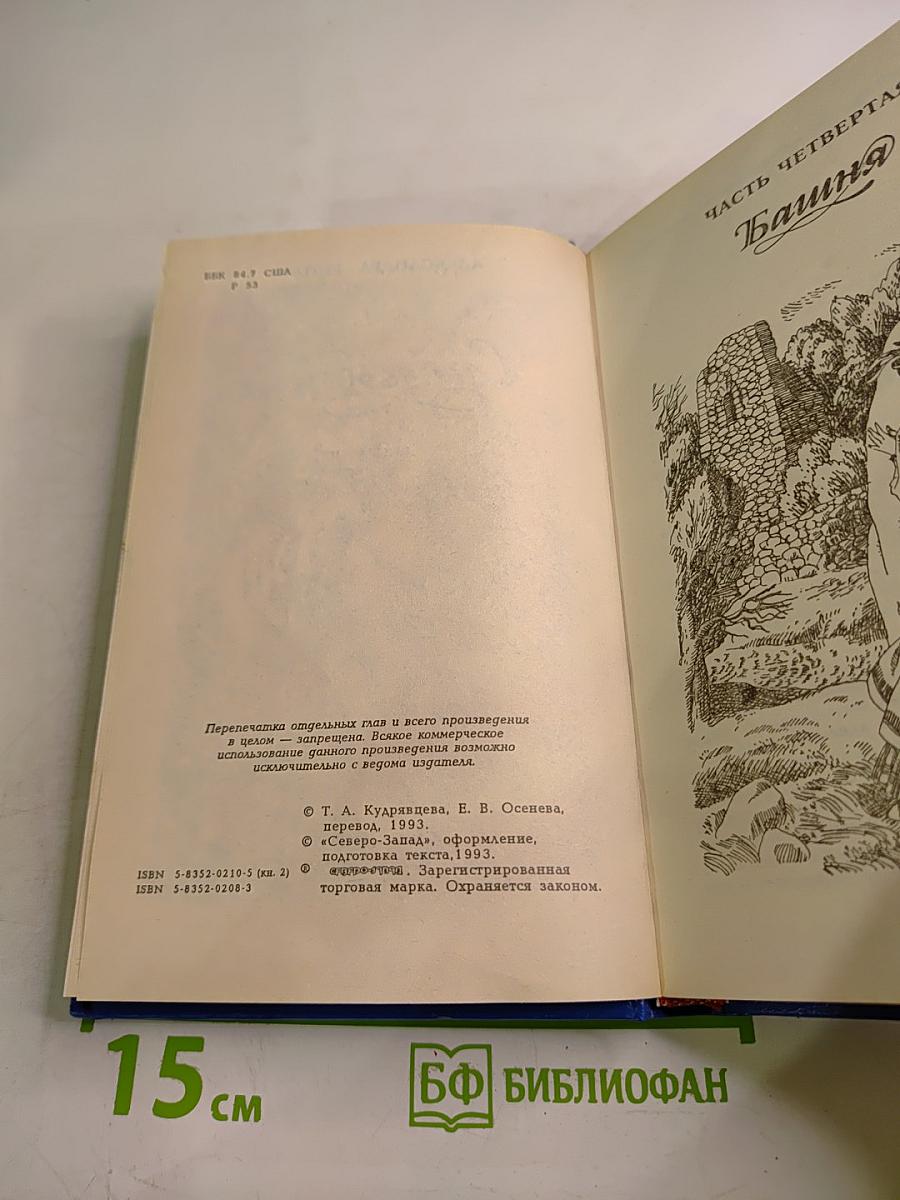 ББК 84.7 США
Р 53
Перепечатка отдельных глав и всего произведения
в целом — запрещена. Всякое коммерческое
использование данного произведения возможно
исключительно с ведома издателя.
© Т. А. Кудрявцева, Е. В. Осенева,
перевод, 1993.
© «Северо-Запад», оформление,
подготовка текста,1993.
ISBN 5-8352-0210-5 (кн. 2)
ISBN 5-8352-0208-3
® . Зарегистрированная
торговая марка. Охраняется законом.
ЧАСТЬ ЧЕТВЕРТАЯ
Башня
15 см
БФ БИБЛИОФАН